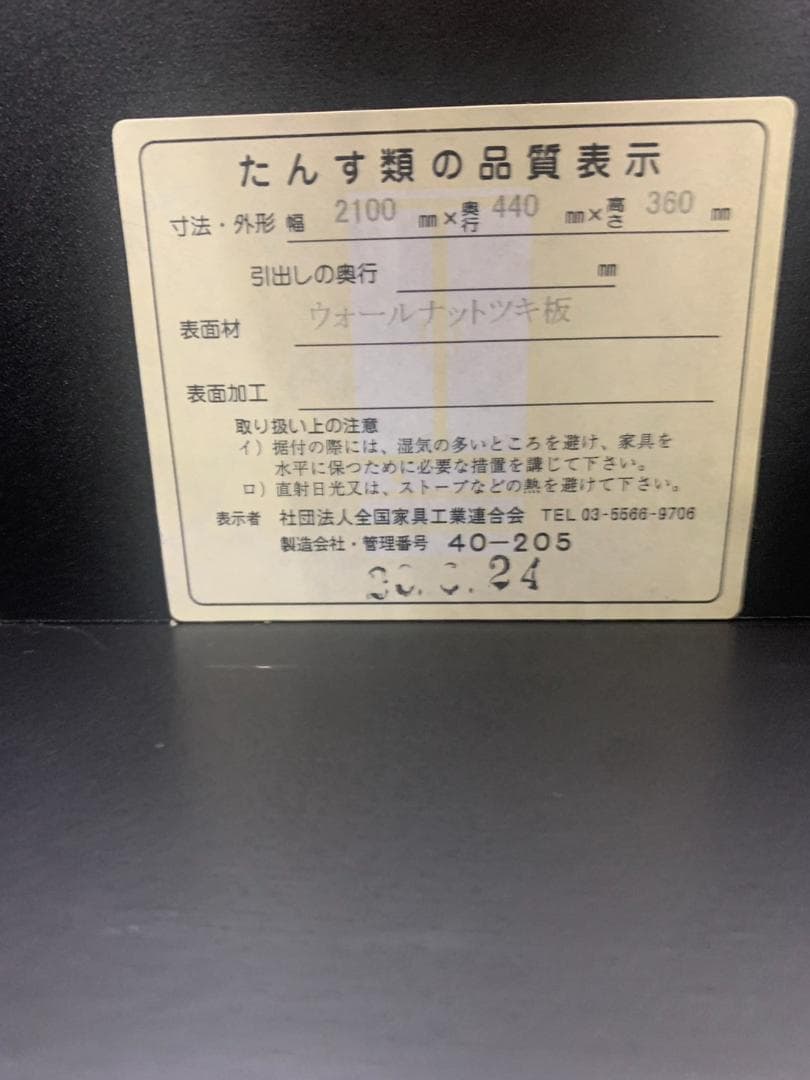 たんす類の品質表示
寸法・外形 幅 2100 ㎜×奥行 440 ㎜×高さ 360 ㎜
引出しの奥行 ㎜
表面材 ウォールナットツキ板
表面加工
取り扱い上の注意
イ）据付の際には、湿気の多いところを避け、家具を
水平に保つために必要な措置を講じて下さい。
ロ）直射日光又は、ストーブなどの熱を避けて下さい。
表示者 社団法人全国家具工業連合会 TEL 03-5566-9706
製造会社・管理番号 40-205
24